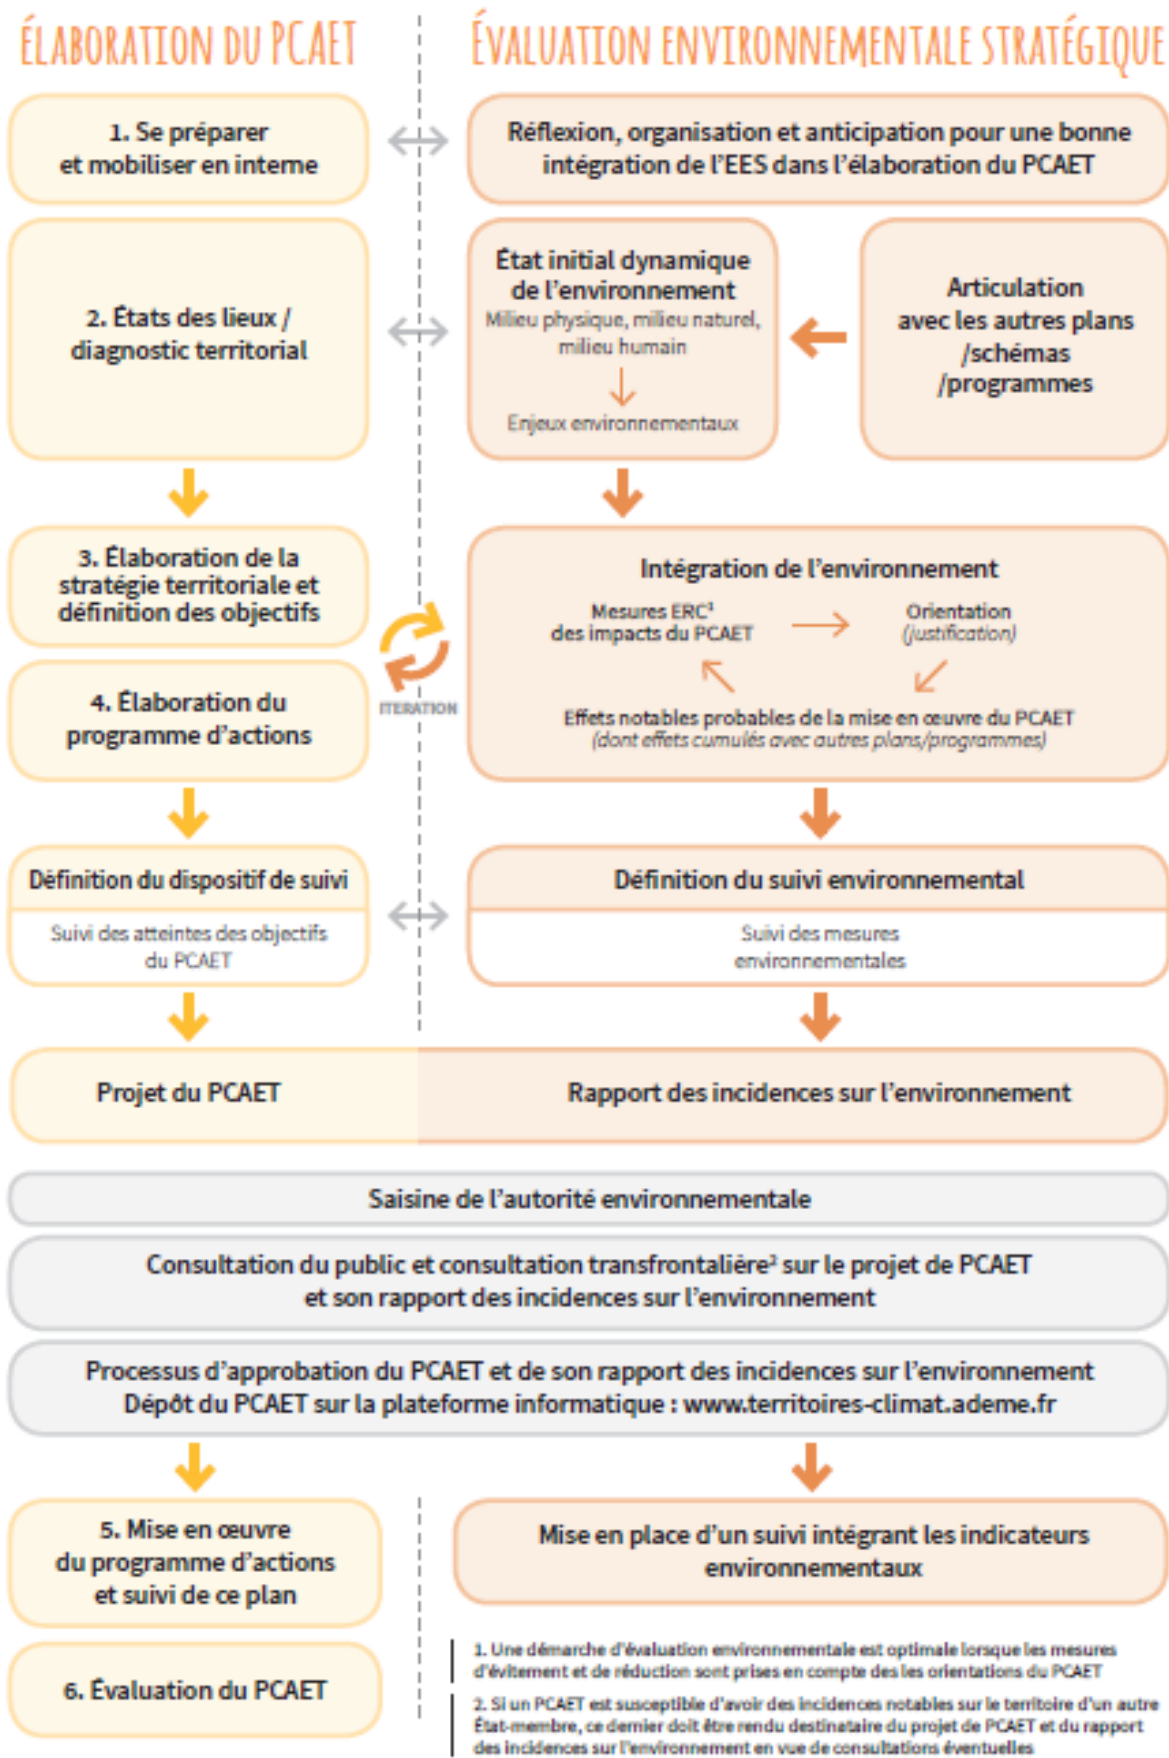 ÉLABORATION DU PCAET
ÉVALUATION ENVIRONNEMENTALE STRATÉGIQUE
1. Se préparer
et mobiliser en interne
Réflexion, organisation et anticipation pour une bonne
intégration de l'EES dans l'élaboration du PCAET
2. États des lieux /
diagnostic territorial
État initial dynamique
de l'environnement
Milieu physique, milieu naturel,
milieu humain
Enjeux environnementaux
Articulation
avec les autres plans
/schémas
/programmes
3. Élaboration de la
stratégie territoriale et
définition des objectifs
4. Élaboration du
programme d'actions
ITERATION
Intégration de l'environnement
Mesures ERC¹
des impacts du PCAET
Orientation
(justification)
Effets notables probables de la mise en œuvre du PCAET
(dont effets cumulés avec autres plans/programmes)
Définition du dispositif de suivi
Suivi des atteintes des objectifs
du PCAET
Définition du suivi environnemental
Suivi des mesures
environnementales
Projet du PCAET
Rapport des incidences sur l'environnement
Saisine de l'autorité environnementale
Consultation du public et consultation transfrontalière² sur le projet de PCAET
et son rapport des incidences sur l'environnement
Processus d'approbation du PCAET et de son rapport des incidences sur l'environnement
Dépôt du PCAET sur la plateforme informatique : www.territoires-climat.ademe.fr
5. Mise en œuvre
du programme d'actions
et suivi de ce plan
Mise en place d'un suivi intégrant les indicateurs
environnementaux
6. Évaluation du PCAET
1. Une démarche d'évaluation environnementale est optimale lorsque les mesures
d'évitement et de réduction sont prises en compte des les orientations du PCAET
2. Si un PCAET est susceptible d'avoir des incidences notables sur le territoire d'un autre
État-membre, ce dernier doit être rendu destinataire du projet de PCAET et du rapport
des incidences sur l'environnement en vue de consultations éventuelles